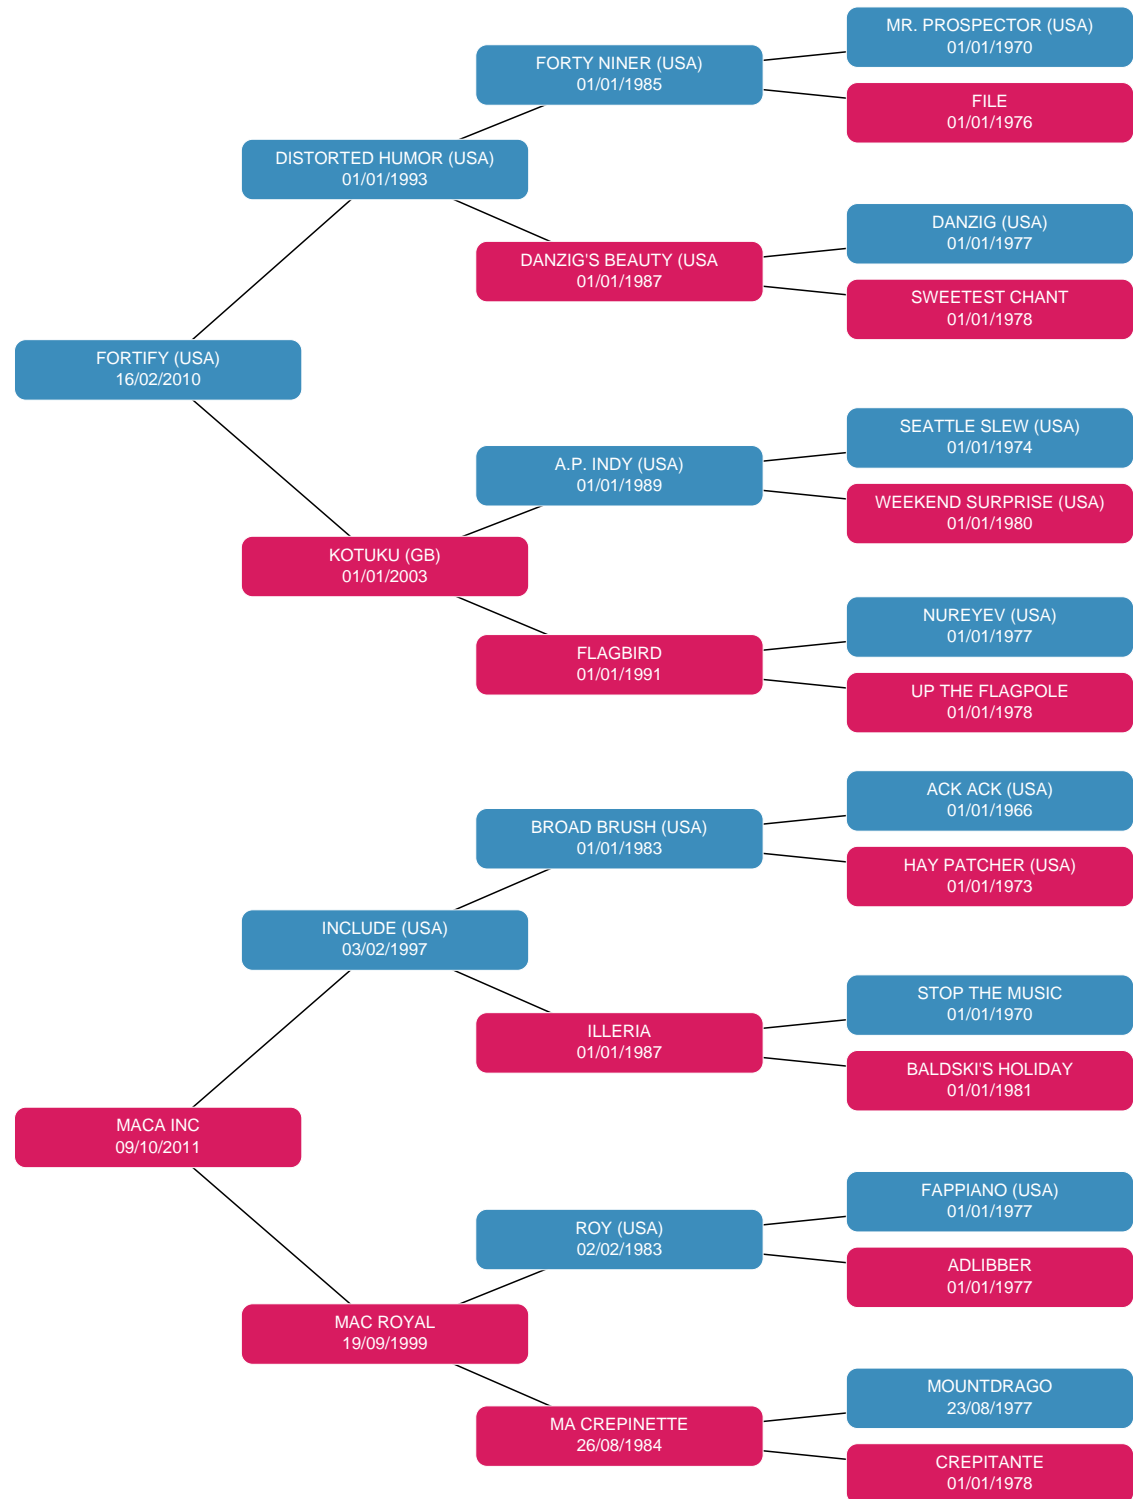 MR. PROSPECTOR (USA)
01/01/1970
FORTY NINER (USA)
01/01/1985
FILE
01/01/1976
DISTORTED HUMOR (USA)
01/01/1993
DANZIG (USA)
01/01/1977
DANZIG'S BEAUTY (USA
01/01/1987
SWEETEST CHANT
01/01/1978
FORTIFY (USA)
16/02/2010
SEATTLE SLEW (USA)
01/01/1974
A.P. INDY (USA)
01/01/1989
WEEKEND SURPRISE (USA)
01/01/1980
KOTUKU (GB)
01/01/2003
NUREYEV (USA)
01/01/1977
FLAGBIRD
01/01/1991
UP THE FLAGPOLE
01/01/1978
ACK ACK (USA)
01/01/1966
BROAD BRUSH (USA)
01/01/1983
HAY PATCHER (USA)
01/01/1973
INCLUDE (USA)
03/02/1997
STOP THE MUSIC
01/01/1970
ILLERIA
01/01/1987
BALDSKI'S HOLIDAY
01/01/1981
MACA INC
09/10/2011
FAPPIANO (USA)
01/01/1977
ROY (USA)
02/02/1983
ADLIBBER
01/01/1977
MAC ROYAL
19/09/1999
MOUNTDRAGO
23/08/1977
MA CREPINETTE
26/08/1984
CREPITANTE
01/01/1978